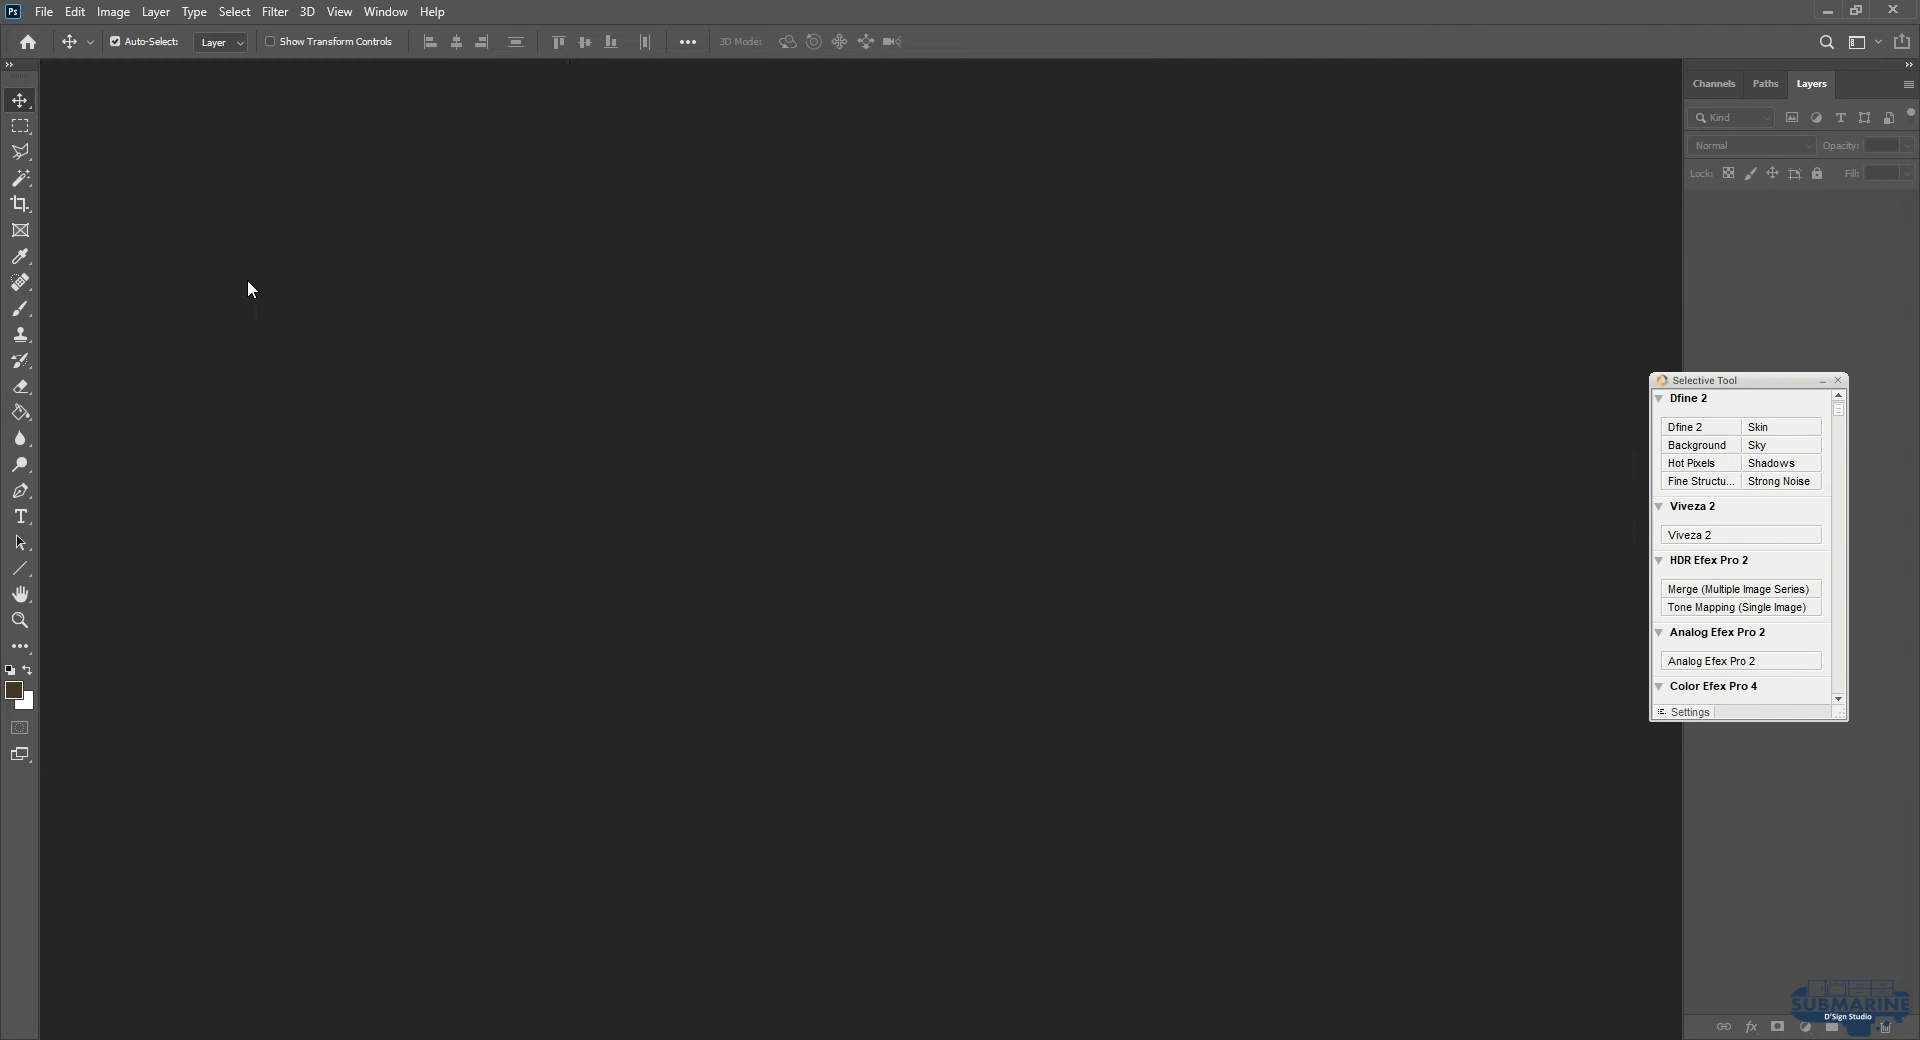 Ps File Edit Image Layer Type Select Filter 3D View Window Help
Auto-Select: Layer Show Transform Controls 3D Mode:
Channels Paths Layers
Kind
Normal Opacity:
Lock: Fill:
Selective Tool
Dfine 2
Dfine 2 Skin
Background Sky
Hot Pixels Shadows
Fine Structu... Strong Noise
Viveza 2
Viveza 2
HDR Efex Pro 2
Merge (Multiple Image Series)
Tone Mapping (Single Image)
Analog Efex Pro 2
Analog Efex Pro 2
Color Efex Pro 4
Settings
SUBMARINE
D'Sign Studio
fx